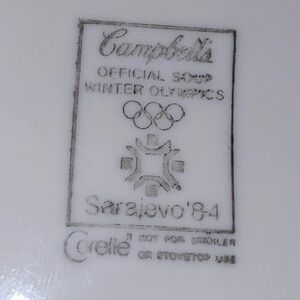 Campbell's
OFFICIAL SOUP
WINTER OLYMPICS
Sarajevo '84
Corelle® NOT FOR BROILER
OR STOVETOP USE